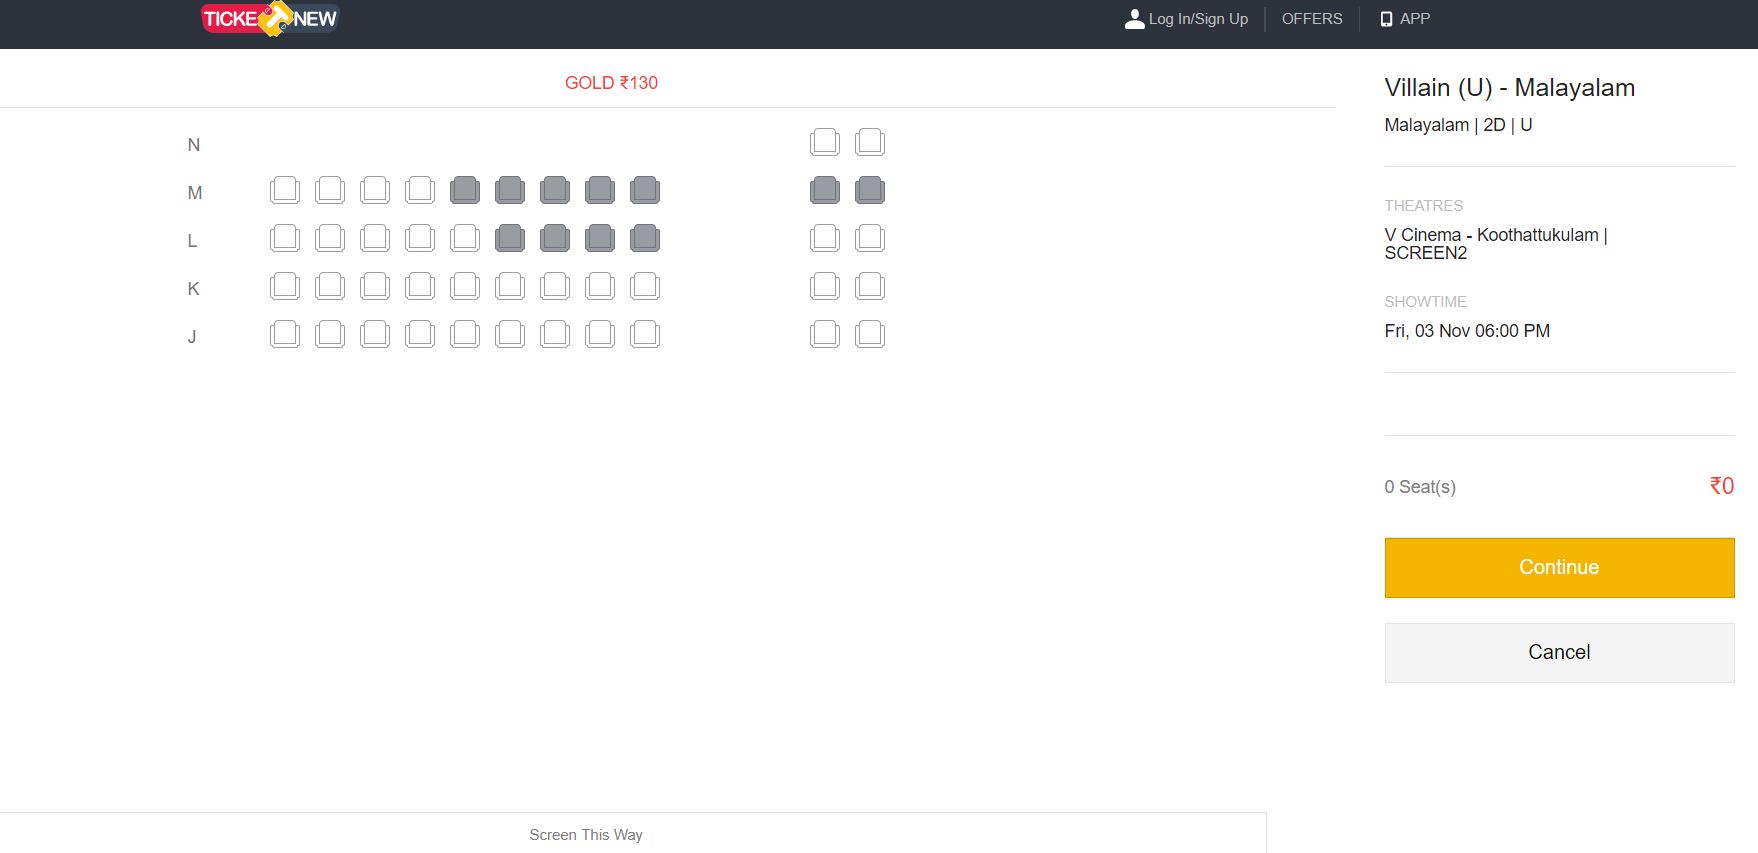 TICKETNEW
Log In/Sign Up
OFFERS
APP
GOLD ₹130
N
M
L
K
J
Screen This Way
Villain (U) - Malayalam
Malayalam | 2D | U
THEATRES
V Cinema - Koothattukulam |
SCREEN2
SHOWTIME
Fri, 03 Nov 06:00 PM
0 Seat(s)
₹0
Continue
Cancel